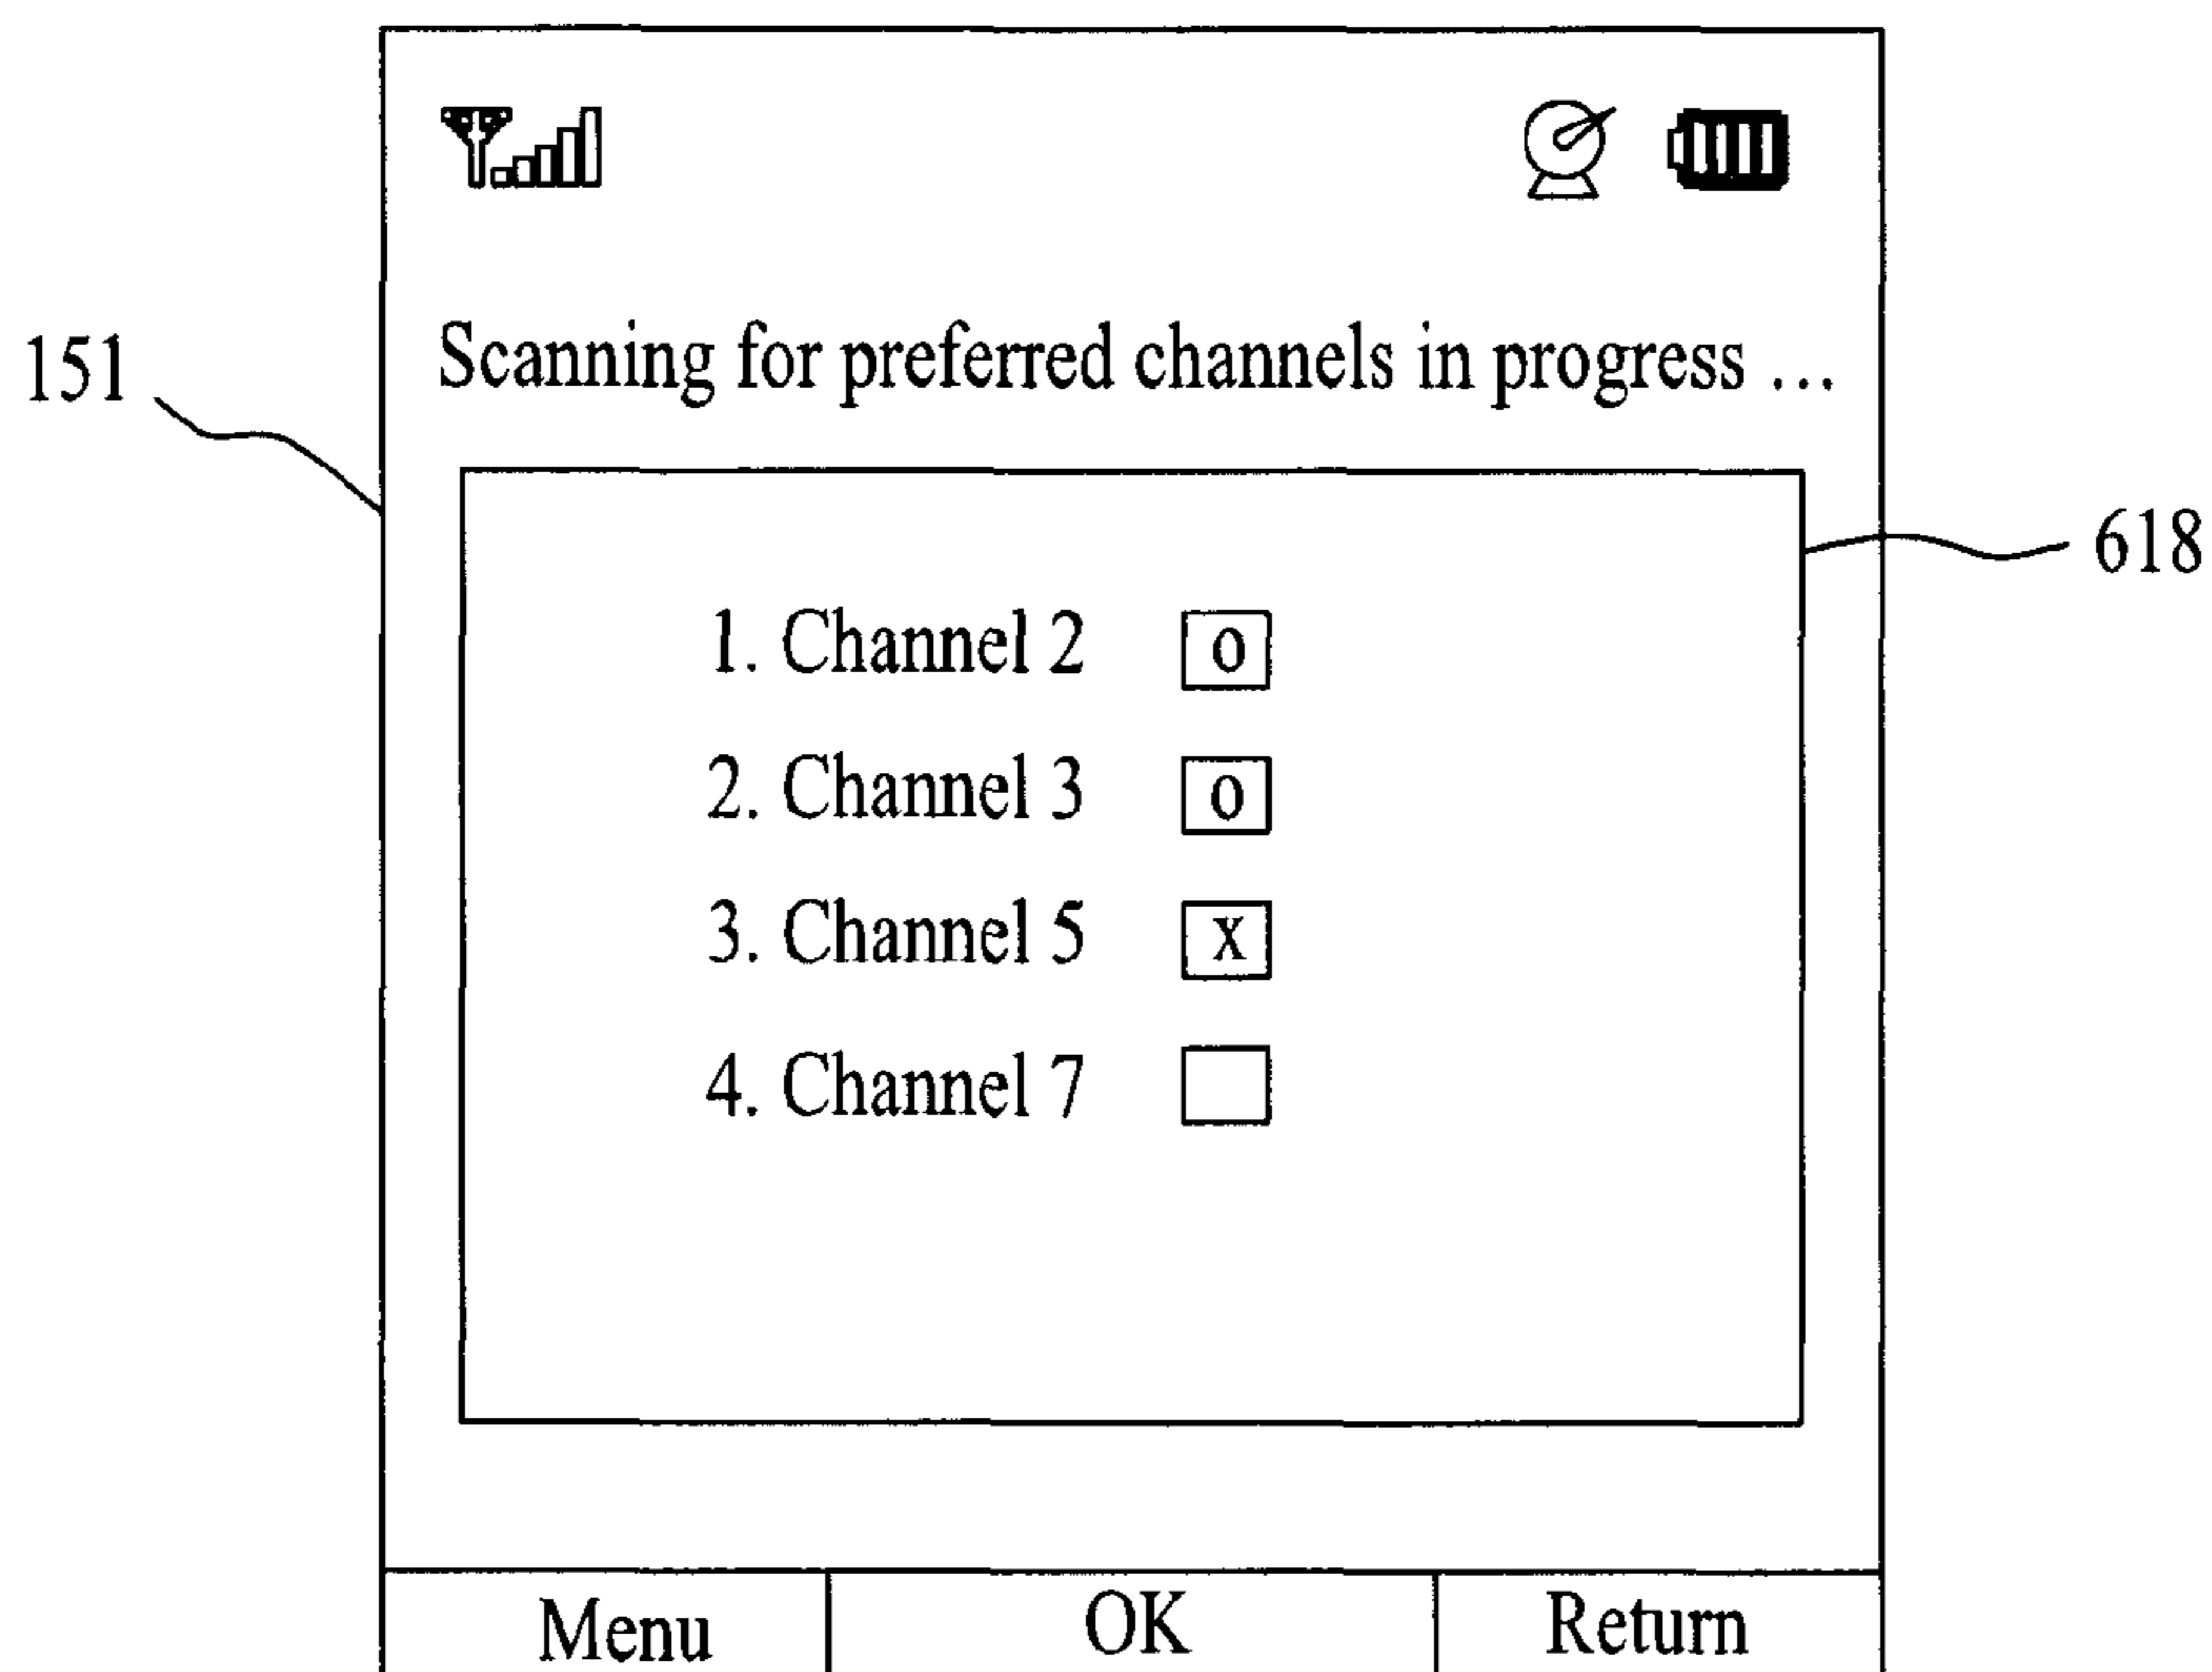 151
Scanning for preferred channels in progress ...
618
1. Channel 2 o
2. Channel 3 o
3. Channel 5 x
4. Channel 7
Menu OK Return